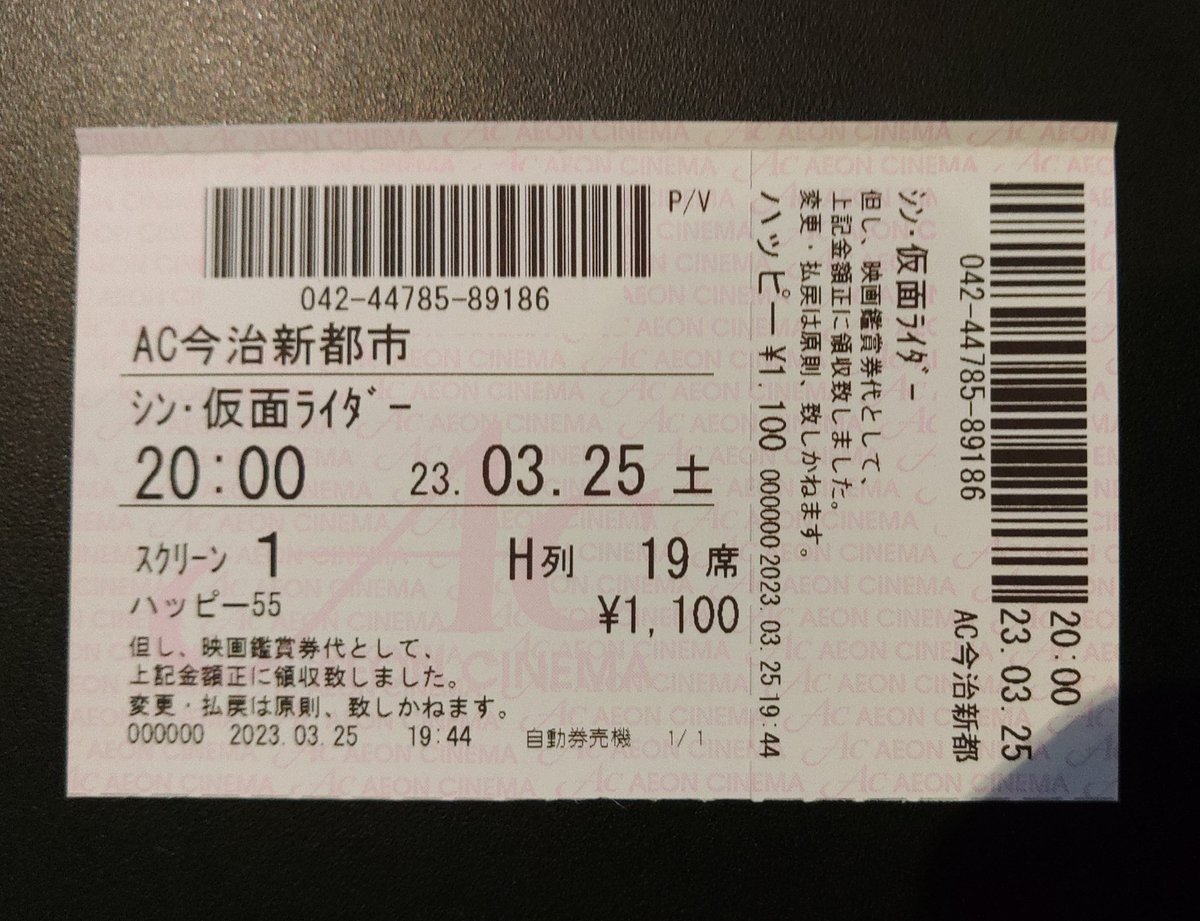 P/V
042-44785-89186
AC今治新都市
シン・仮面ﾗｲﾀﾞｰ
20:00 23.03.25 土
スクリーン 1 H列 19席
ハッピー55 ¥1,100
但し、映画鑑賞券代として、
上記金額正に領収致しました。
変更・払戻は原則、致しかねます。
000000 2023.03.25 19:44 自動券売機 1/1
シン・仮面ﾗｲﾀﾞｰ
但し、映画鑑賞券代として、
上記金額正に領収致しました。
変更・払戻は原則、致しかねます。
ハッピー ¥1,100 000000 2023.03.25 19:44
042-44785-89186
20:00
23.03.25
AC今治新都
AEON CINEMA